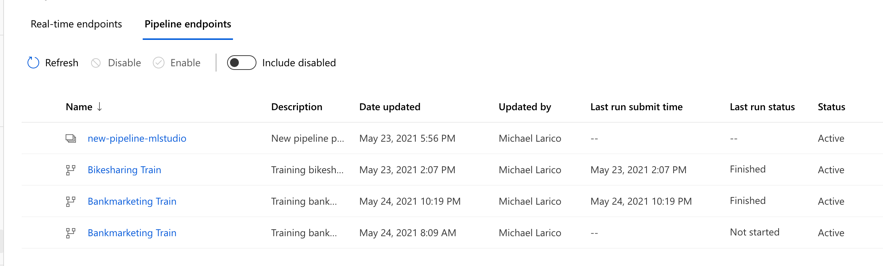 Real-time endpoints Pipeline endpoints
Refresh Disable Enable Include disabled
Name ↓ Description Date updated Updated by Last run submit time Last run status Status
new-pipeline-mlstudio New pipeline p... May 23, 2021 5:56 PM Michael Larico -- -- Active
Bikesharing Train Training bikesh... May 23, 2021 2:07 PM Michael Larico May 23, 2021 2:07 PM Finished Active
Bankmarketing Train Training bank... May 24, 2021 10:19 PM Michael Larico May 24, 2021 10:19 PM Finished Active
Bankmarketing Train Training bank... May 24, 2021 8:09 AM Michael Larico -- Not started Active